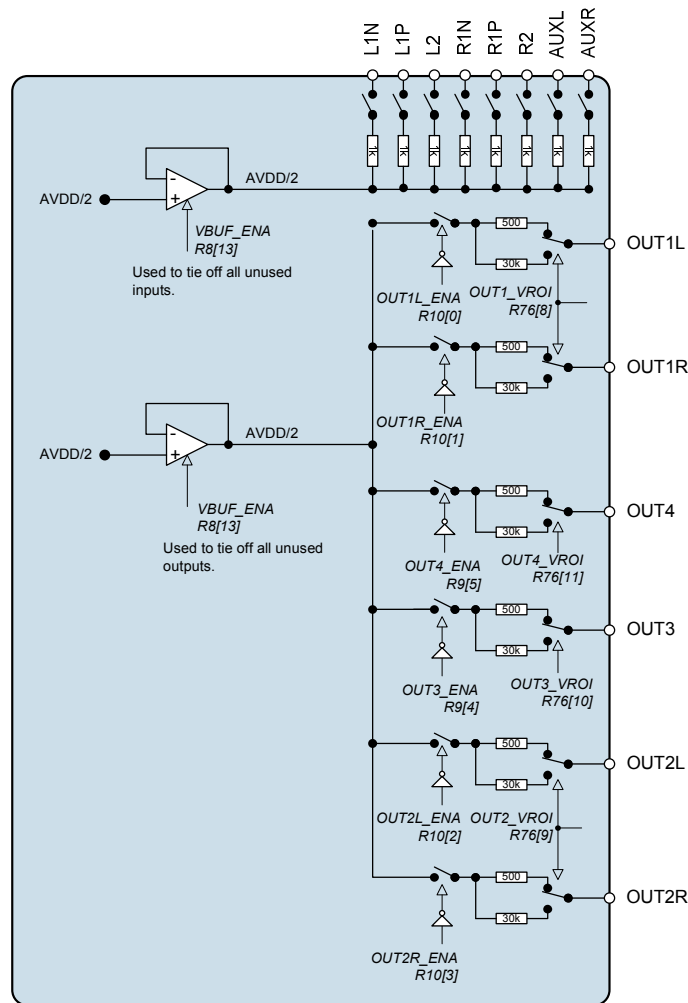 L1N
L1P
L2
R1N
R1P
R2
AUXL
AUXR
1k
1k
1k
1k
1k
1k
1k
1k
-
+
AVDD/2
AVDD/2
VBUF_ENA
R8[13]
Used to tie off all unused
inputs.
500
30k
OUT1L
OUT1L_ENA
R10[0]
OUT1_VROI
R76[8]
500
30k
OUT1R
OUT1R_ENA
R10[1]
-
+
AVDD/2
AVDD/2
VBUF_ENA
R8[13]
Used to tie off all unused
outputs.
500
30k
OUT4
OUT4_ENA
R9[5]
OUT4_VROI
R76[11]
500
30k
OUT3
OUT3_ENA
R9[4]
OUT3_VROI
R76[10]
500
30k
OUT2L
OUT2L_ENA
R10[2]
OUT2_VROI
R76[9]
500
30k
OUT2R
OUT2R_ENA
R10[3]